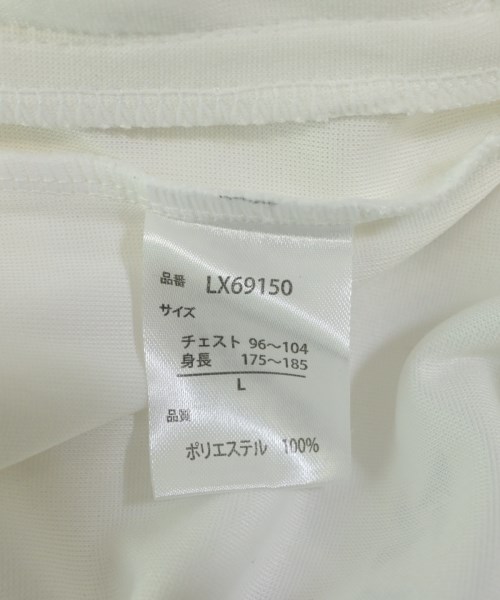 品番 LX69150
サイズ
チェスト 96～104
身長 175～185
L
品質
ポリエステル 100%